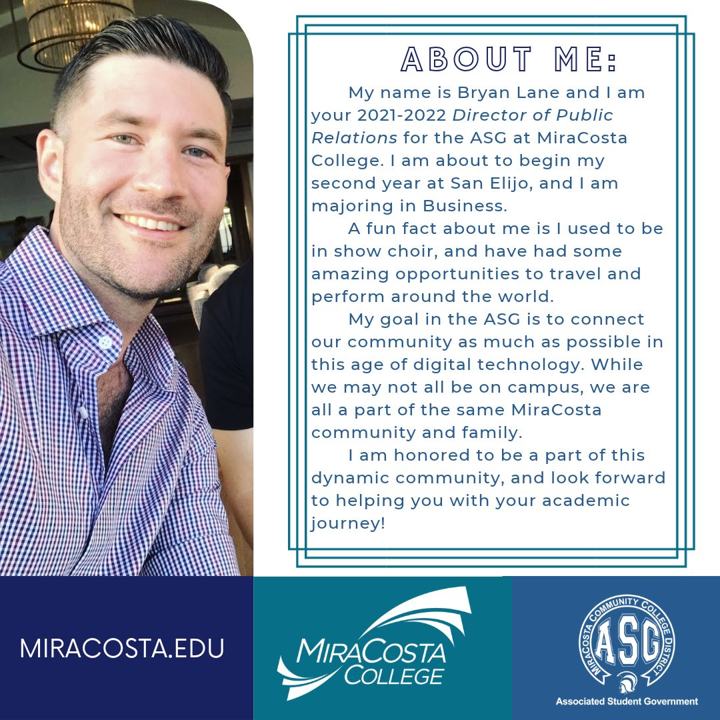 ABOUT ME:
My name is Bryan Lane and I am
your 2021-2022 Director of Public
Relations for the ASG at MiraCosta
College. I am about to begin my
second year at San Elijo, and I am
majoring in Business.
A fun fact about me is I used to be
in show choir, and have had some
amazing opportunities to travel and
perform around the world.
My goal in the ASG is to connect
our community as much as possible in
this age of digital technology. While
we may not all be on campus, we are
all a part of the same MiraCosta
community and family.
I am honored to be a part of this
dynamic community, and look forward
to helping you with your academic
journey!
MIRACOSTA.EDU
MIRACOSTA
COLLEGE
MIRACOSTA COMMUNITY COLLEGE DISTRICT
ASG
Associated Student Government